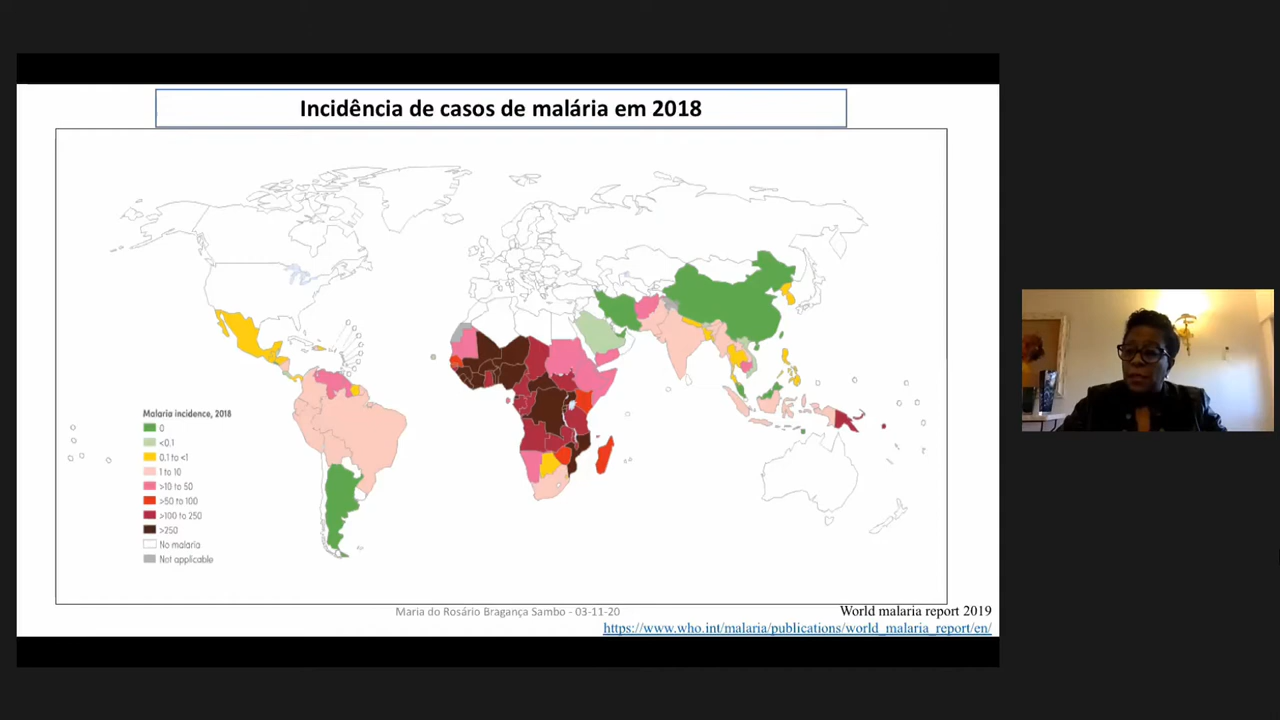 Incidência de casos de malária em 2018
Malaria incidence, 2018
0
<0.1
0.1 to <1
1 to 10
>10 to 50
>50 to 100
>100 to 250
>250
No malaria
Not applicable
Maria do Rosário Bragança Sambo - 03-11-20
World malaria report 2019
https://www.who.int/malaria/publications/world_malaria_report/en/